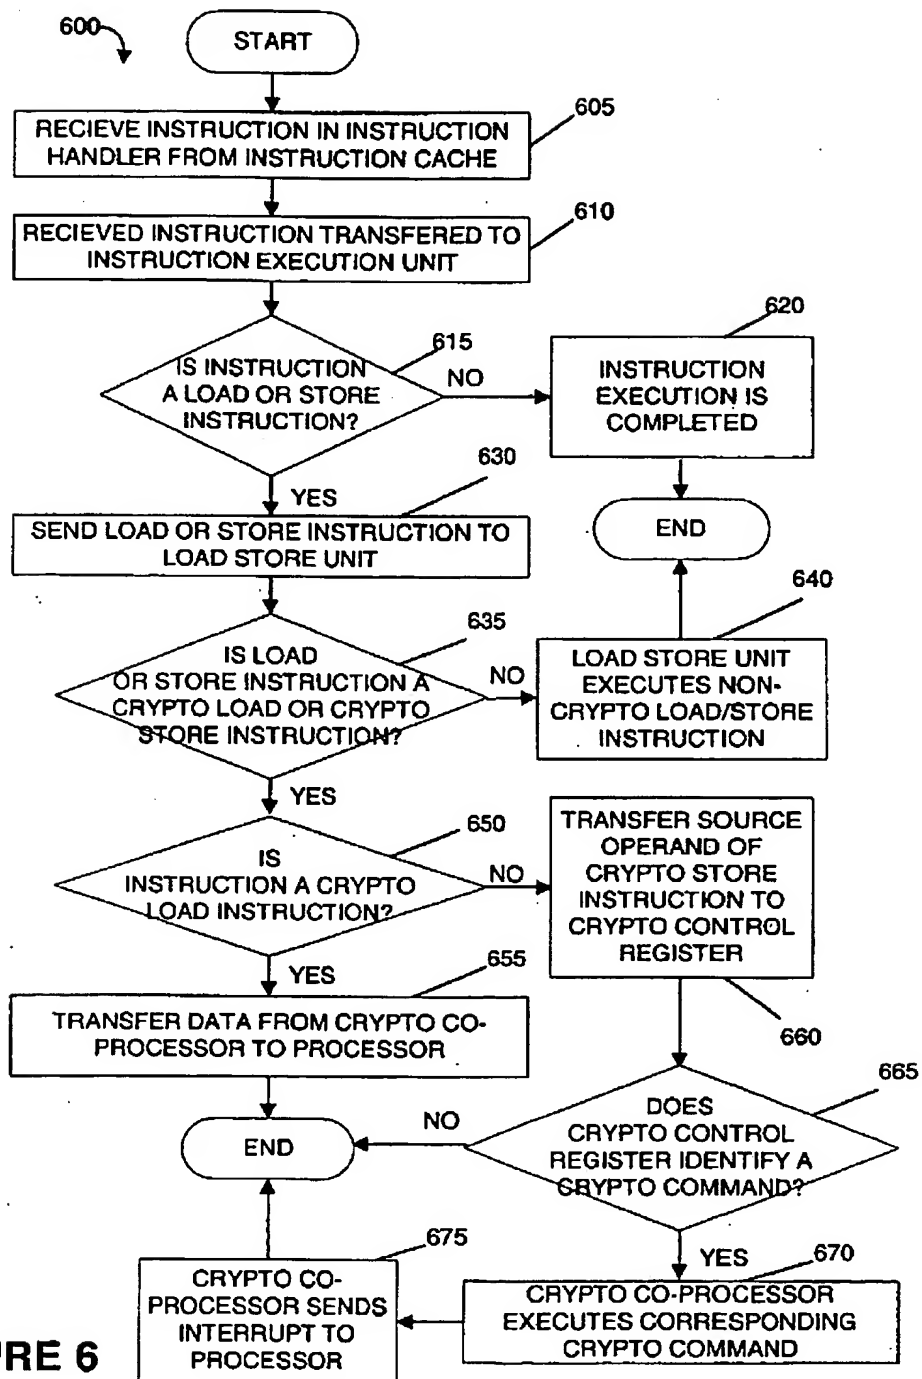 600
START
605
RECIEVE INSTRUCTION IN INSTRUCTION
HANDLER FROM INSTRUCTION CACHE
610
RECIEVED INSTRUCTION TRANSFERED TO
INSTRUCTION EXECUTION UNIT
615
IS INSTRUCTION
A LOAD OR STORE
INSTRUCTION?
NO
620
INSTRUCTION
EXECUTION IS
COMPLETED
YES
630
END
SEND LOAD OR STORE INSTRUCTION TO
LOAD STORE UNIT
635
IS LOAD
OR STORE INSTRUCTION A
CRYPTO LOAD OR CRYPTO
STORE INSTRUCTION?
NO
640
LOAD STORE UNIT
EXECUTES NON-
CRYPTO LOAD/STORE
INSTRUCTION
YES
650
IS
INSTRUCTION A CRYPTO
LOAD INSTRUCTION?
NO
TRANSFER SOURCE
OPERAND OF
CRYPTO STORE
INSTRUCTION TO
CRYPTO CONTROL
REGISTER
660
YES
655
TRANSFER DATA FROM CRYPTO CO-
PROCESSOR TO PROCESSOR
665
DOES
CRYPTO CONTROL
REGISTER IDENTIFY A
CRYPTO COMMAND?
NO
END
YES
670
CRYPTO CO-PROCESSOR
EXECUTES CORRESPONDING
CRYPTO COMMAND
675
CRYPTO CO-
PROCESSOR SENDS
INTERRUPT TO
PROCESSOR
RE 6